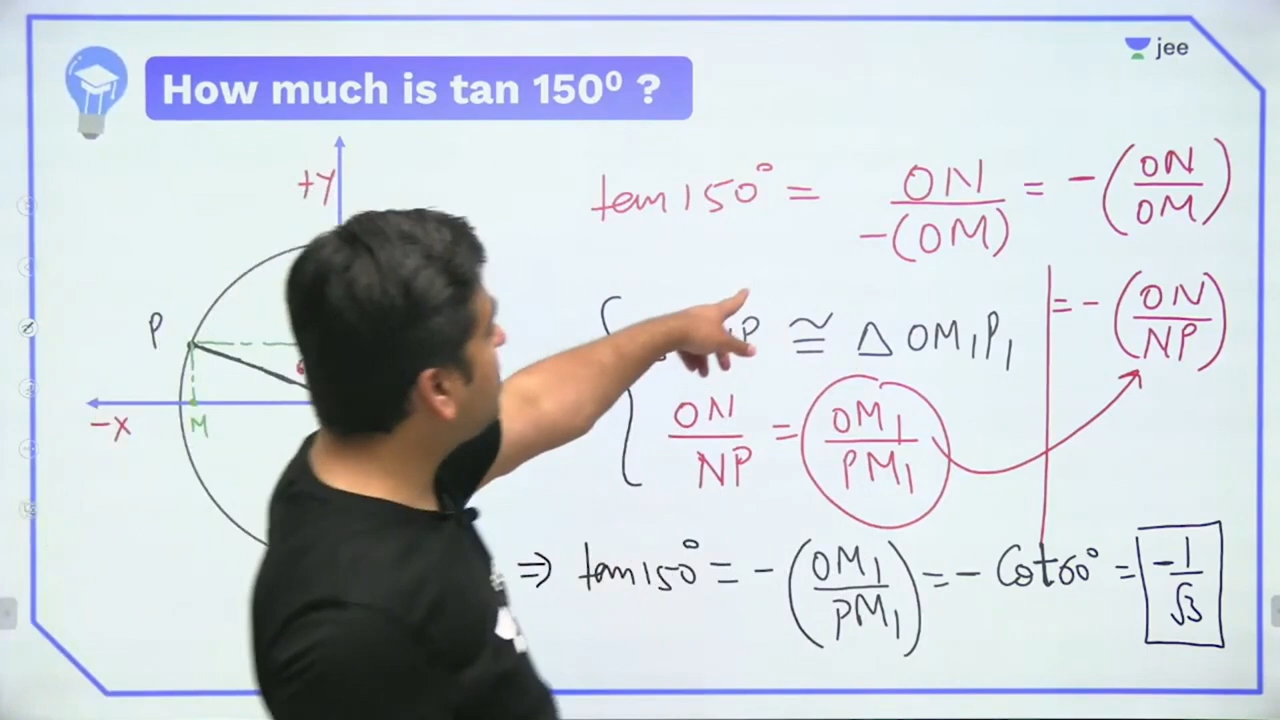 jee
How much is tan 150⁰ ?
+Y
P
-X
M
tan 150° = ON/-(OM) = -(ON/OM)
= -(ON/NP)
P ≅ Δ OM₁P₁
ON/NP = OM₁/PM₁
⇒ tan 150° = -(OM₁/PM₁) = - Cot 60° = -1/√3